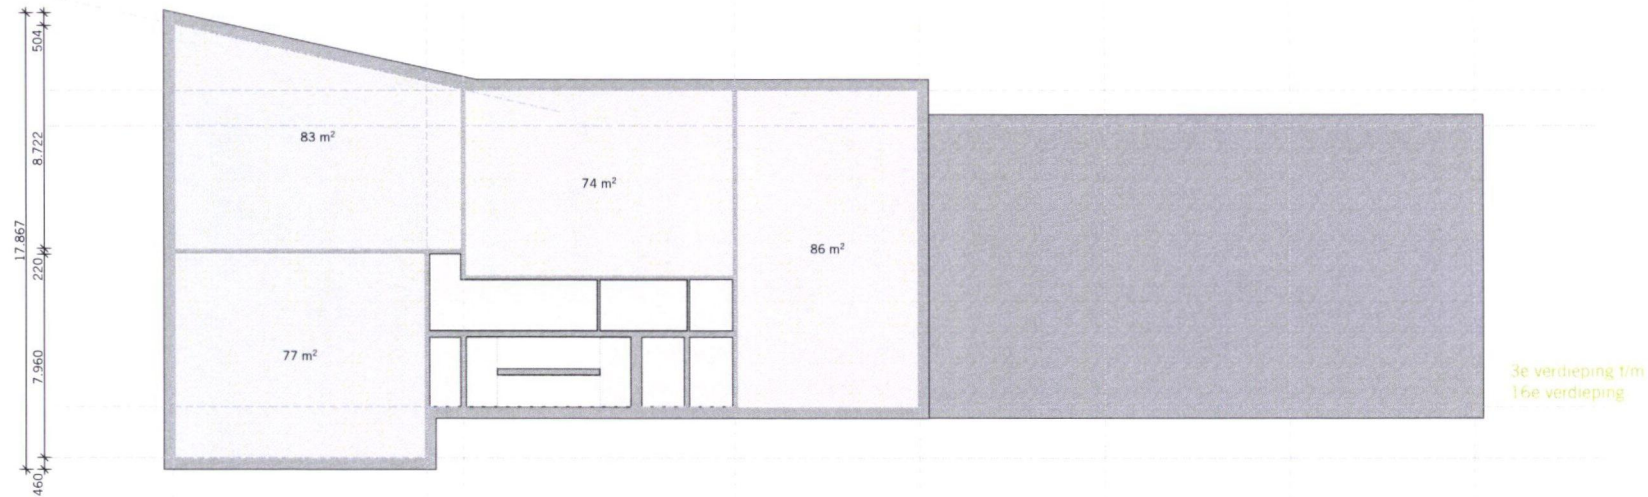 504
8.722
17.867
220
7.960
460
83 m²
74 m²
86 m²
77 m²
3e verdieping t/m
16e verdieping